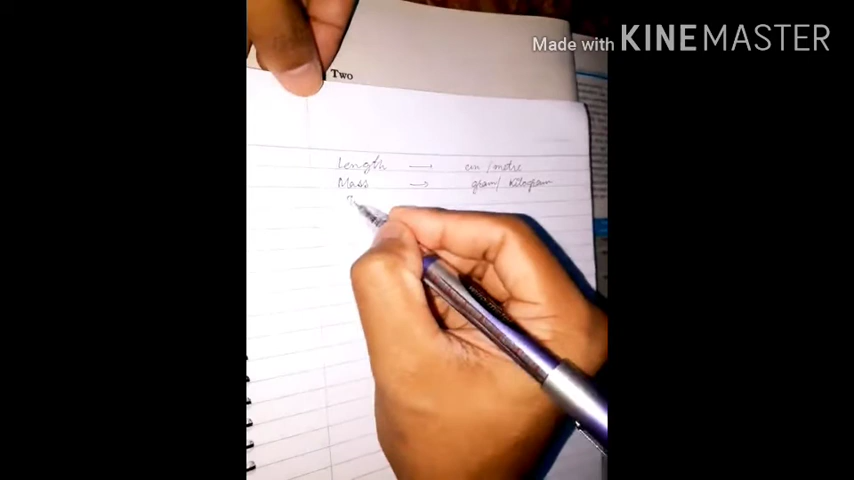 Made with KINEMASTER
Two
Length → cm/metre
Mass → gram/Kilogram
T